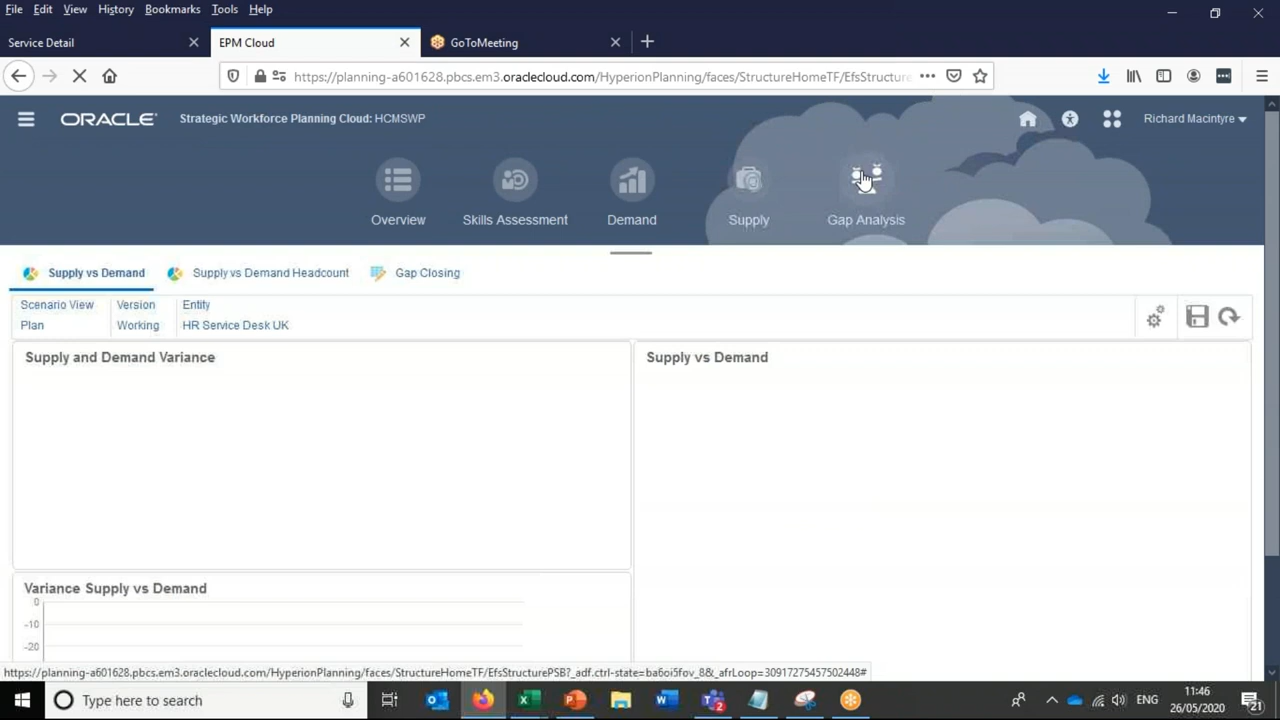 File Edit View History Bookmarks Tools Help
Service Detail
EPM Cloud
GoToMeeting
https://planning-a601628.pbcs.em3.oraclecloud.com/HyperionPlanning/faces/StructureHomeTF/EfsStructure
ORACLE
Strategic Workforce Planning Cloud: HCMSWP
Richard Macintyre
Overview
Skills Assessment
Demand
Supply
Gap Analysis
Supply vs Demand
Supply vs Demand Headcount
Gap Closing
Scenario View
Version
Entity
Plan
Working
HR Service Desk UK
Supply and Demand Variance
Supply vs Demand
Variance Supply vs Demand
0
-10
-20
https://planning-a601628.pbcs.em3.oraclecloud.com/HyperionPlanning/faces/StructureHomeTF/EfsStructurePSB?_adf.ctrl-state=ba6oi5fov_8&_afrLoop=30917275457502448#
Type here to search
ENG
11:46
26/05/2020
21